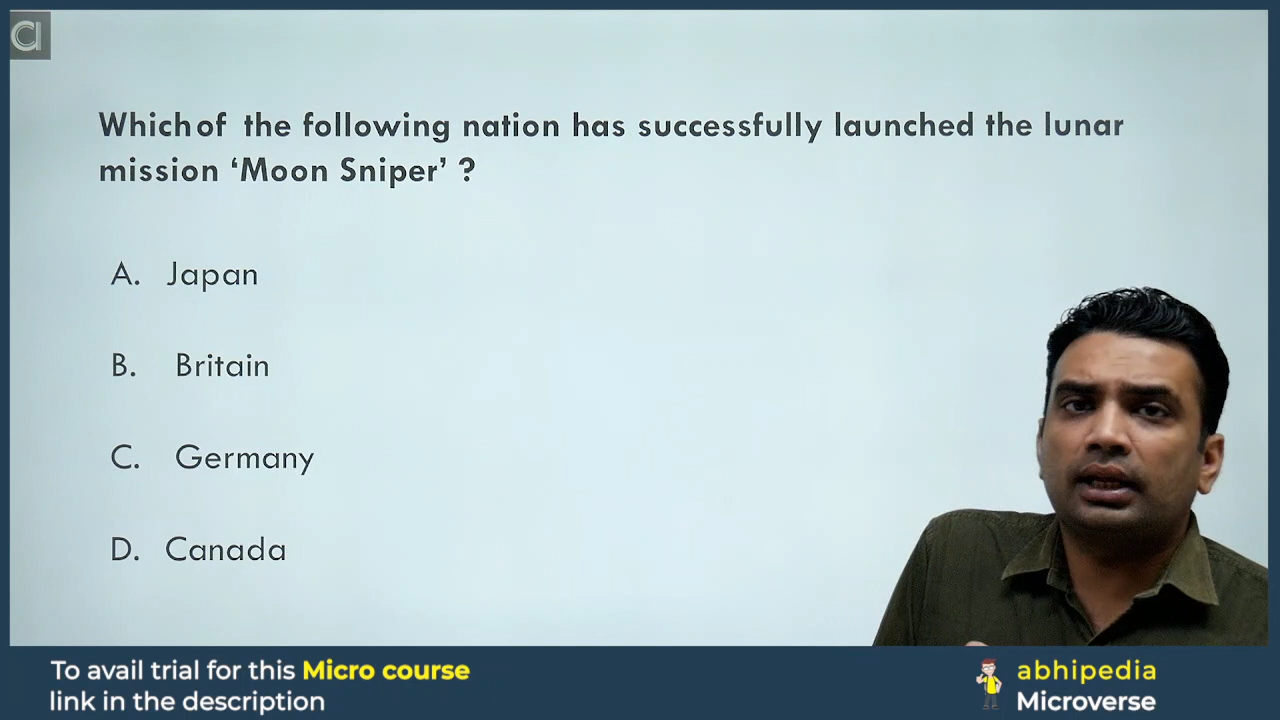 Which of the following nation has successfully launched the lunar
mission ‘Moon Sniper’ ?
A. Japan
B. Britain
C. Germany
D. Canada
To avail trial for this Micro course
link in the description
abhipedia
Microverse